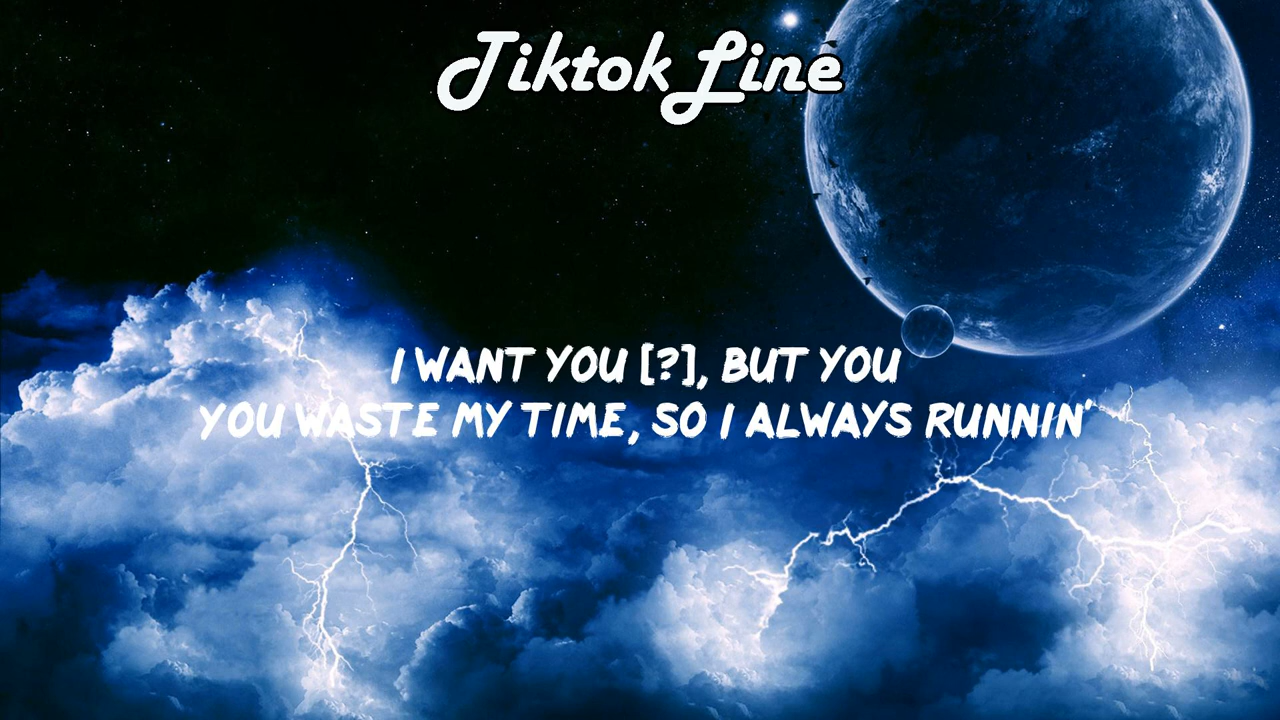 Tiktok Line
I WANT YOU [?], BUT YOU
YOU WASTE MY TIME, SO I ALWAYS RUNNIN'